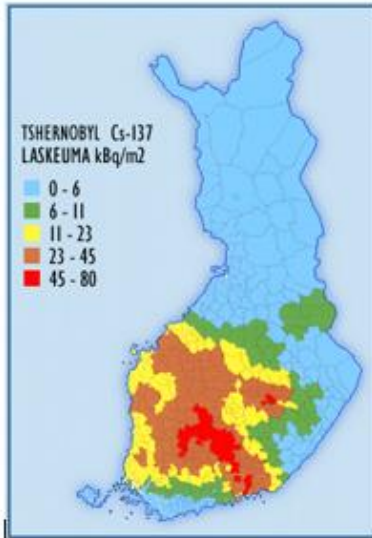 TSHERNOBYL Cs-137
LASKEUMA kBq/m2
0 - 6
6 - 11
11 - 23
23 - 45
45 - 80